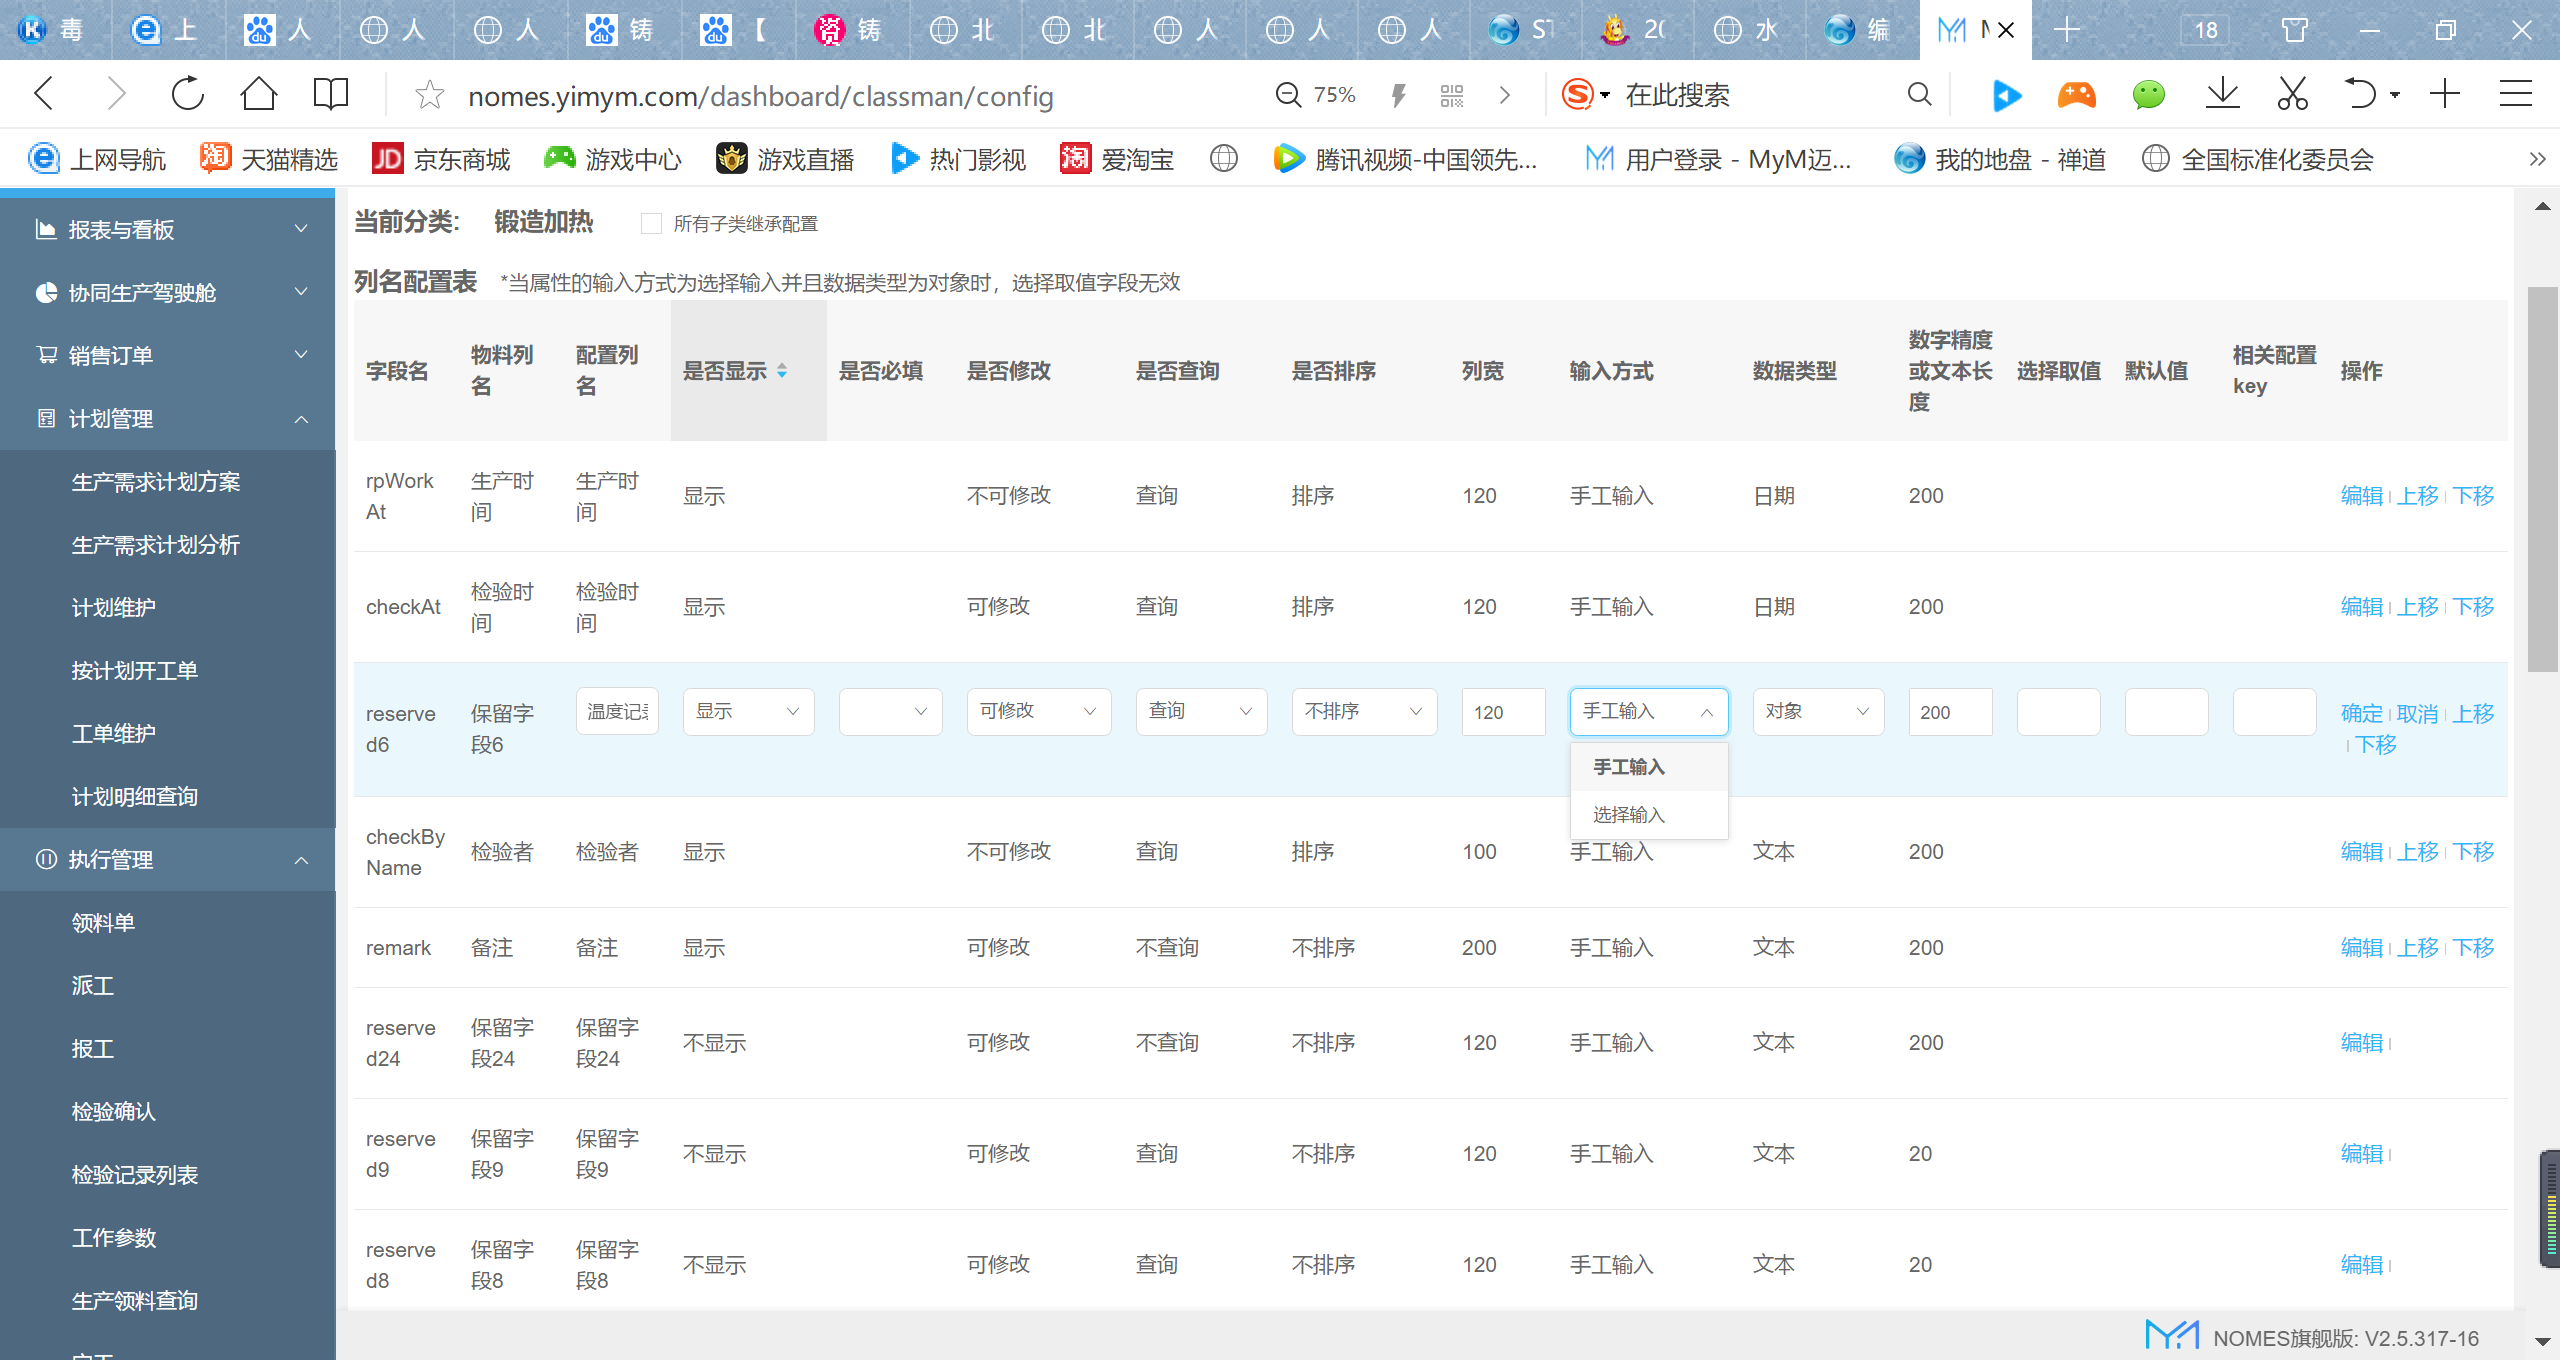 毒 上 人 人 人 铸 【 铸 北 北 人 人 人 ST 20 水 编 18
nomes.yimym.com/dashboard/classman/config 75% 在此搜索
上网导航 天猫精选 京东商城 游戏中心 游戏直播 热门影视 爱淘宝 腾讯视频-中国领先... 用户登录 - MyM迈... 我的地盘 - 禅道 全国标准化委员会
报表与看板
协同生产驾驶舱
销售订单
计划管理
生产需求计划方案
生产需求计划分析
计划维护
按计划开工单
工单维护
计划明细查询
执行管理
领料单
派工
报工
检验确认
检验记录列表
工作参数
生产领料查询
当前分类: 锻造加热 所有子类继承配置
列名配置表 *当属性的输入方式为选择输入并且数据类型为对象时，选择取值字段无效
字段名 物料列名 配置列名 是否显示 是否必填 是否修改 是否查询 是否排序 列宽 输入方式 数据类型 数字精度或文本长度 选择取值 默认值 相关配置key 操作
rpWorkAt 生产时间 生产时间 显示 不可修改 查询 排序 120 手工输入 日期 200 编辑 上移 下移
checkAt 检验时间 检验时间 显示 可修改 查询 排序 120 手工输入 日期 200 编辑 上移 下移
reserved6 保留字段6 温度记录 显示 可修改 查询 不排序 120 手工输入 对象 200 确定 取消 上移 下移
手工输入
选择输入
checkByName 检验者 检验者 显示 不可修改 查询 排序 100 手工输入 文本 200 编辑 上移 下移
remark 备注 备注 显示 可修改 不查询 不排序 200 手工输入 文本 200 编辑 上移 下移
reserved24 保留字段24 保留字段24 不显示 可修改 不查询 不排序 120 手工输入 文本 200 编辑
reserved9 保留字段9 保留字段9 不显示 可修改 查询 不排序 120 手工输入 文本 20 编辑
reserved8 保留字段8 保留字段8 不显示 可修改 查询 不排序 120 手工输入 文本 20 编辑
NOMES旗舰版: V2.5.317-16